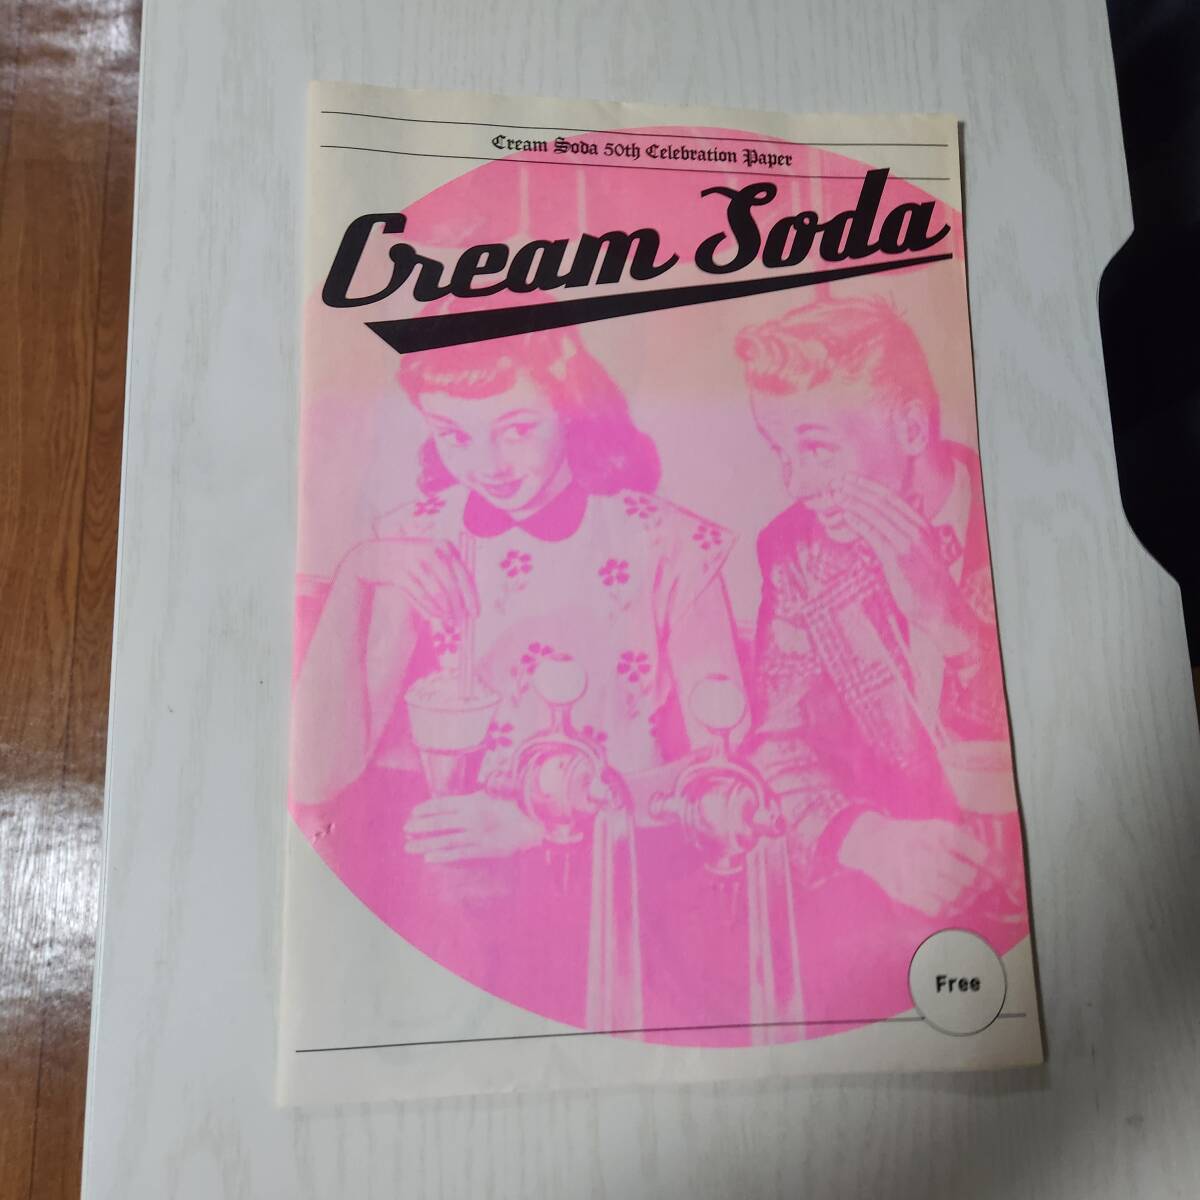 Cream Soda 50th Celebration Paper
Cream Soda
Free